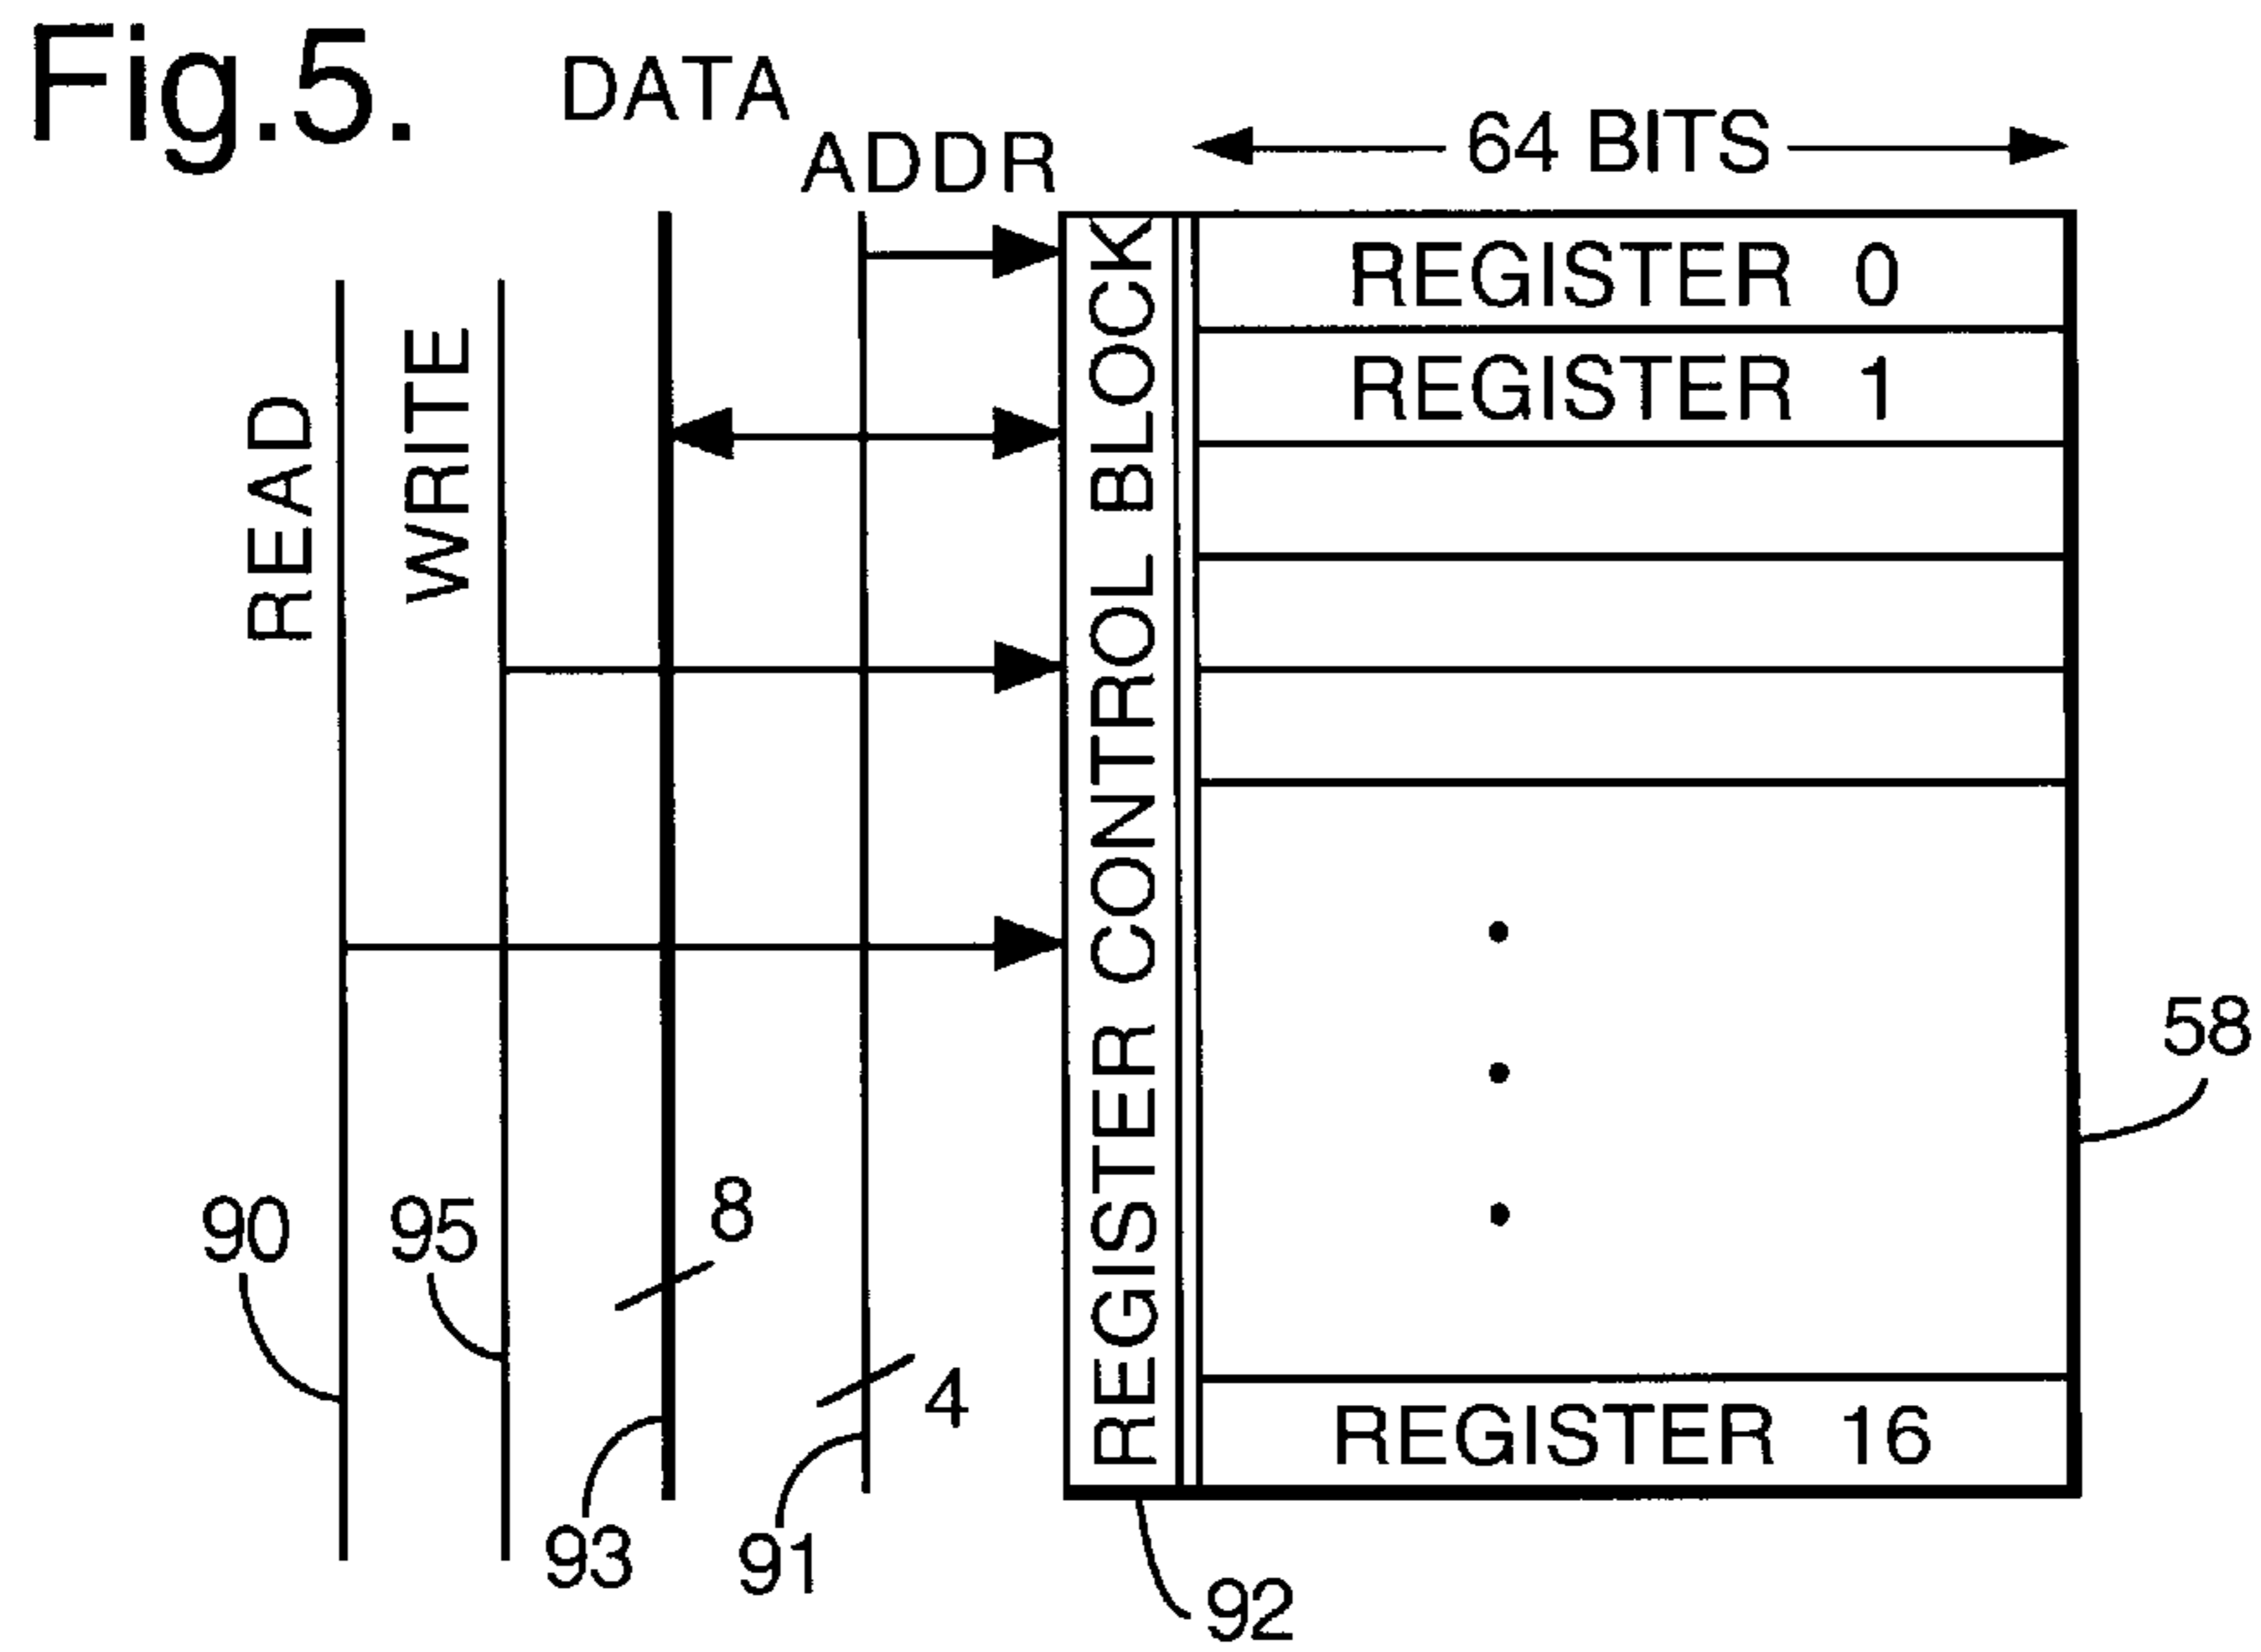 Fig.5.
DATA
ADDR
64 BITS
READ
WRITE
REGISTER CONTROL BLOCK
REGISTER 0
REGISTER 1
58
8
90
95
4
REGISTER 16
93
91
92